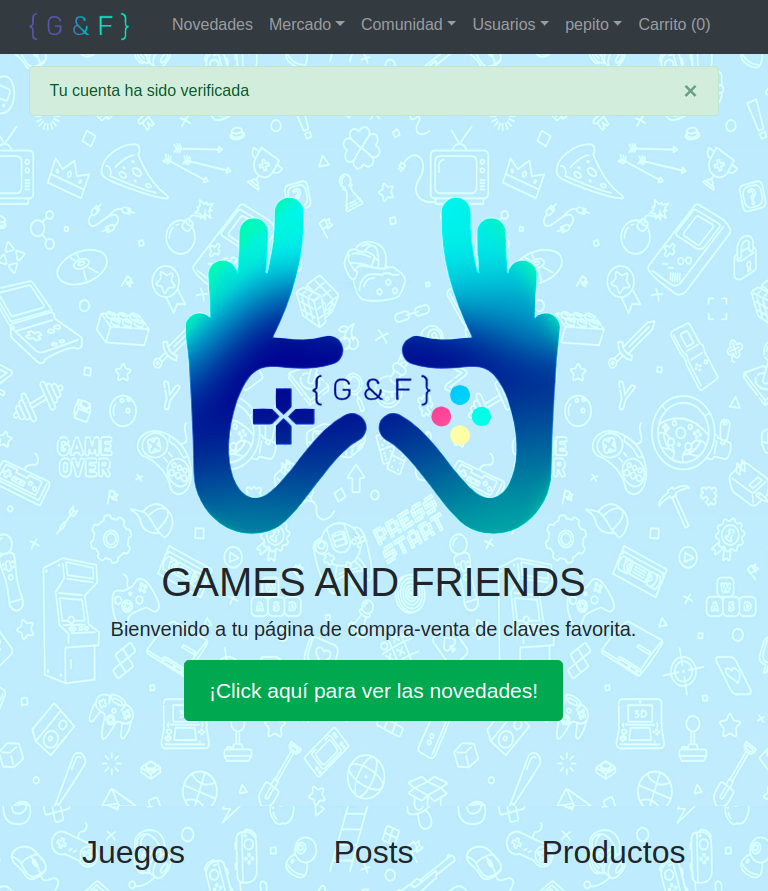 { G & F } Novedades Mercado Comunidad Usuarios pepito Carrito (0)
Tu cuenta ha sido verificada ×
{ G & F }
GAME OVER
PRESS START
GAMES AND FRIENDS
Bienvenido a tu página de compra-venta de claves favorita.
¡Click aquí para ver las novedades!
Juegos Posts Productos